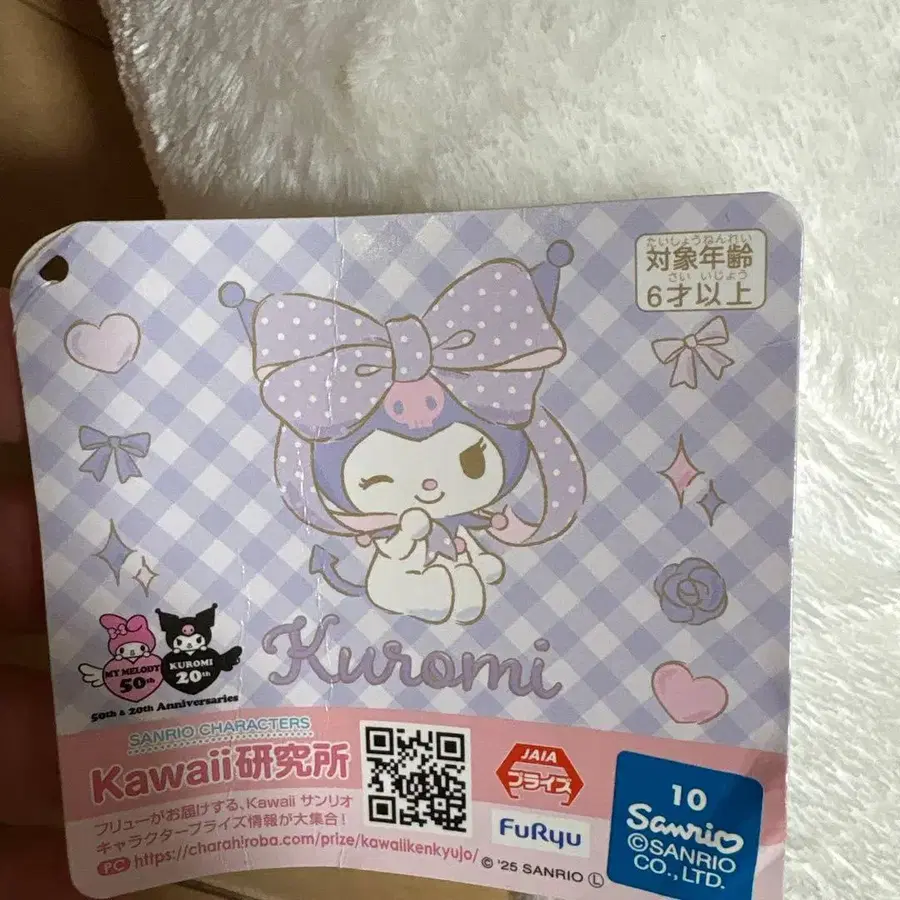 たいしょうねんれい
対象年齢
さい いじょう
6才以上
MY MELODY
50th
KUROMI
20th
50th & 20th Anniversaries
Kuromi
SANRIO CHARACTERS
Kawaii研究所
フリューがお届けする、Kawaii サンリオ
キャラクタープライズ情報が大集合!
PC https://charahiroba.com/prize/kawaiikenkyujo/
JAIA
プライズ
FuRyu
© '25 SANRIO Ⓛ
10
Sanrio
©SANRIO
CO., LTD.